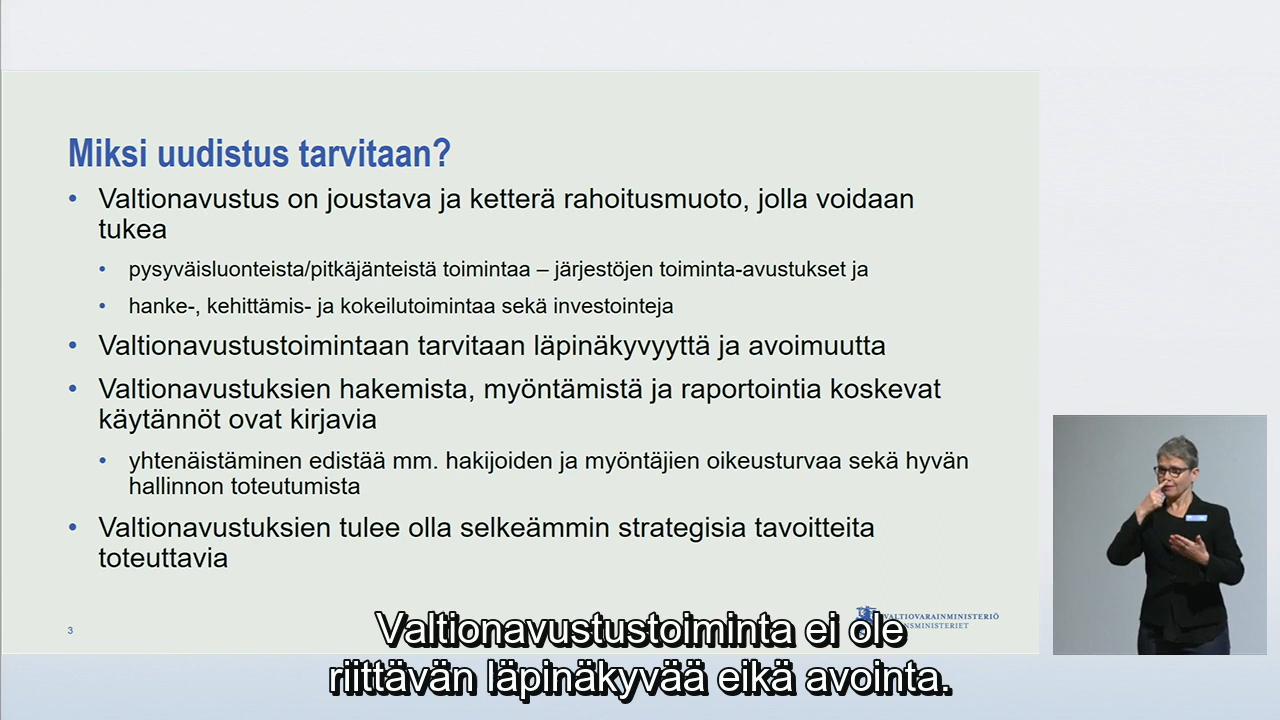 Miksi uudistus tarvitaan?
• Valtionavustus on joustava ja ketterä rahoitusmuoto, jolla voidaan
tukea
• pysyväisluonteista/pitkäjänteistä toimintaa – järjestöjen toiminta-avustukset ja
• hanke-, kehittämis- ja kokeilutoimintaa sekä investointeja
• Valtionavustustoimintaan tarvitaan läpinäkyvyyttä ja avoimuutta
• Valtionavustuksien hakemista, myöntämistä ja raportointia koskevat
käytännöt ovat kirjavia
• yhtenäistäminen edistää mm. hakijoiden ja myöntäjien oikeusturvaa sekä hyvän
hallinnon toteutumista
• Valtionavustuksien tulee olla selkeämmin strategisia tavoitteita
toteuttavia
3
VALTIOVARAINMINISTERIÖ
Valtionavustustoiminta ei ole
riittävän läpinäkyvää eikä avointa.